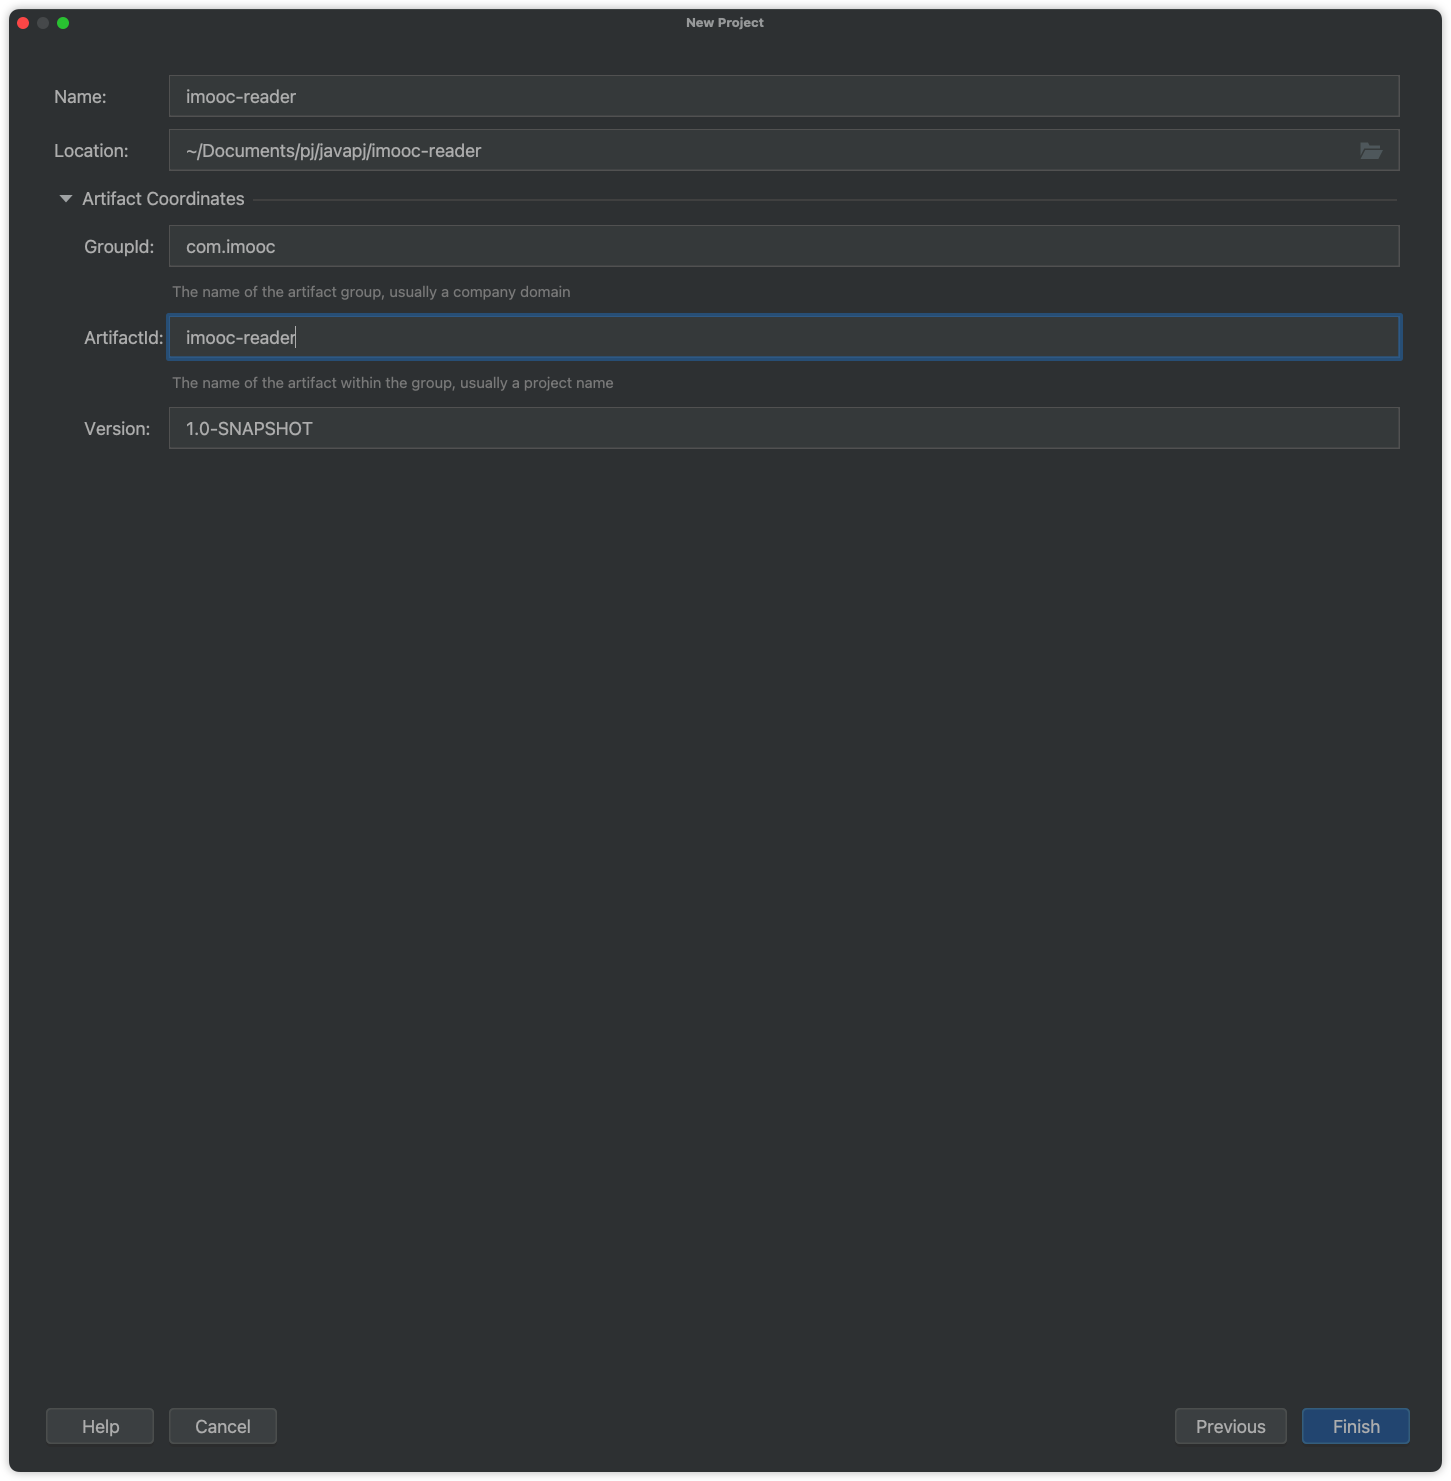 New Project
Name: imooc-reader
Location: ~/Documents/pj/javapj/imooc-reader
Artifact Coordinates
GroupId: com.imooc
The name of the artifact group, usually a company domain
ArtifactId: imooc-reader
The name of the artifact within the group, usually a project name
Version: 1.0-SNAPSHOT
Help Cancel Previous Finish